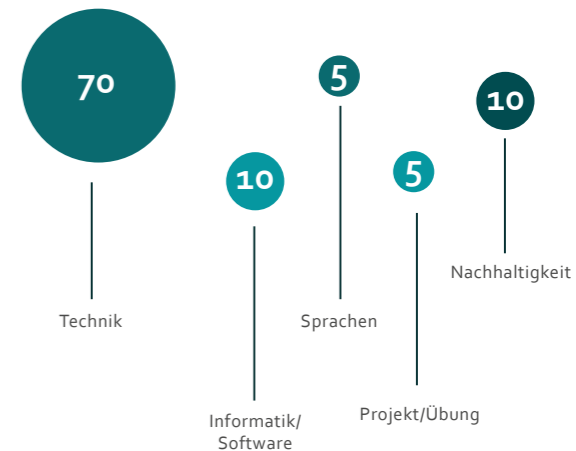 70
Technik
10
Informatik/
Software
5
Sprachen
5
Projekt/Übung
10
Nachhaltigkeit